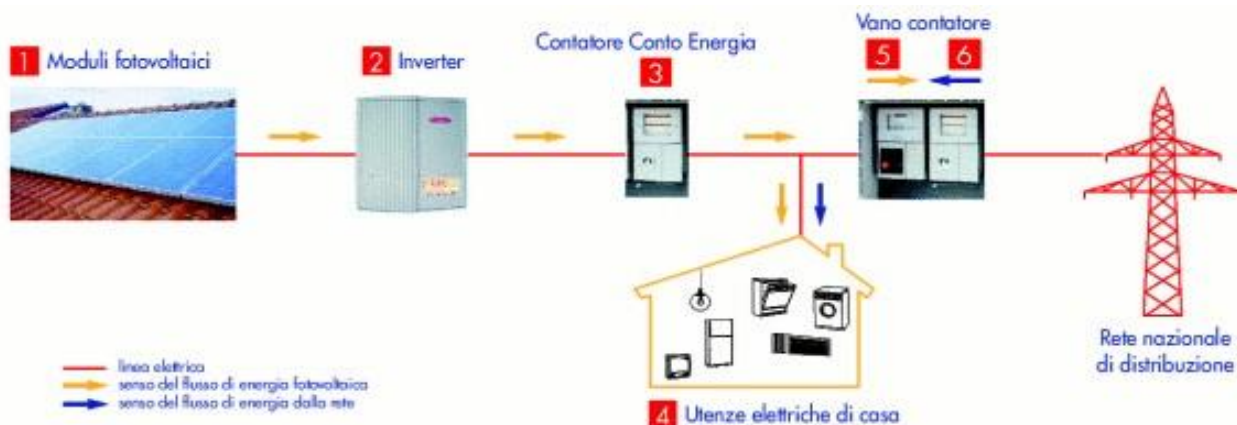 1 Moduli fotovoltaici
2 Inverter
Contatore Conto Energia
3
Vano contatore
5 6
Rete nazionale
di distribuzione
linea elettrica
senso del flusso di energia fotovoltaica
senso del flusso di energia dalla rete
4 Utenze elettriche di casa